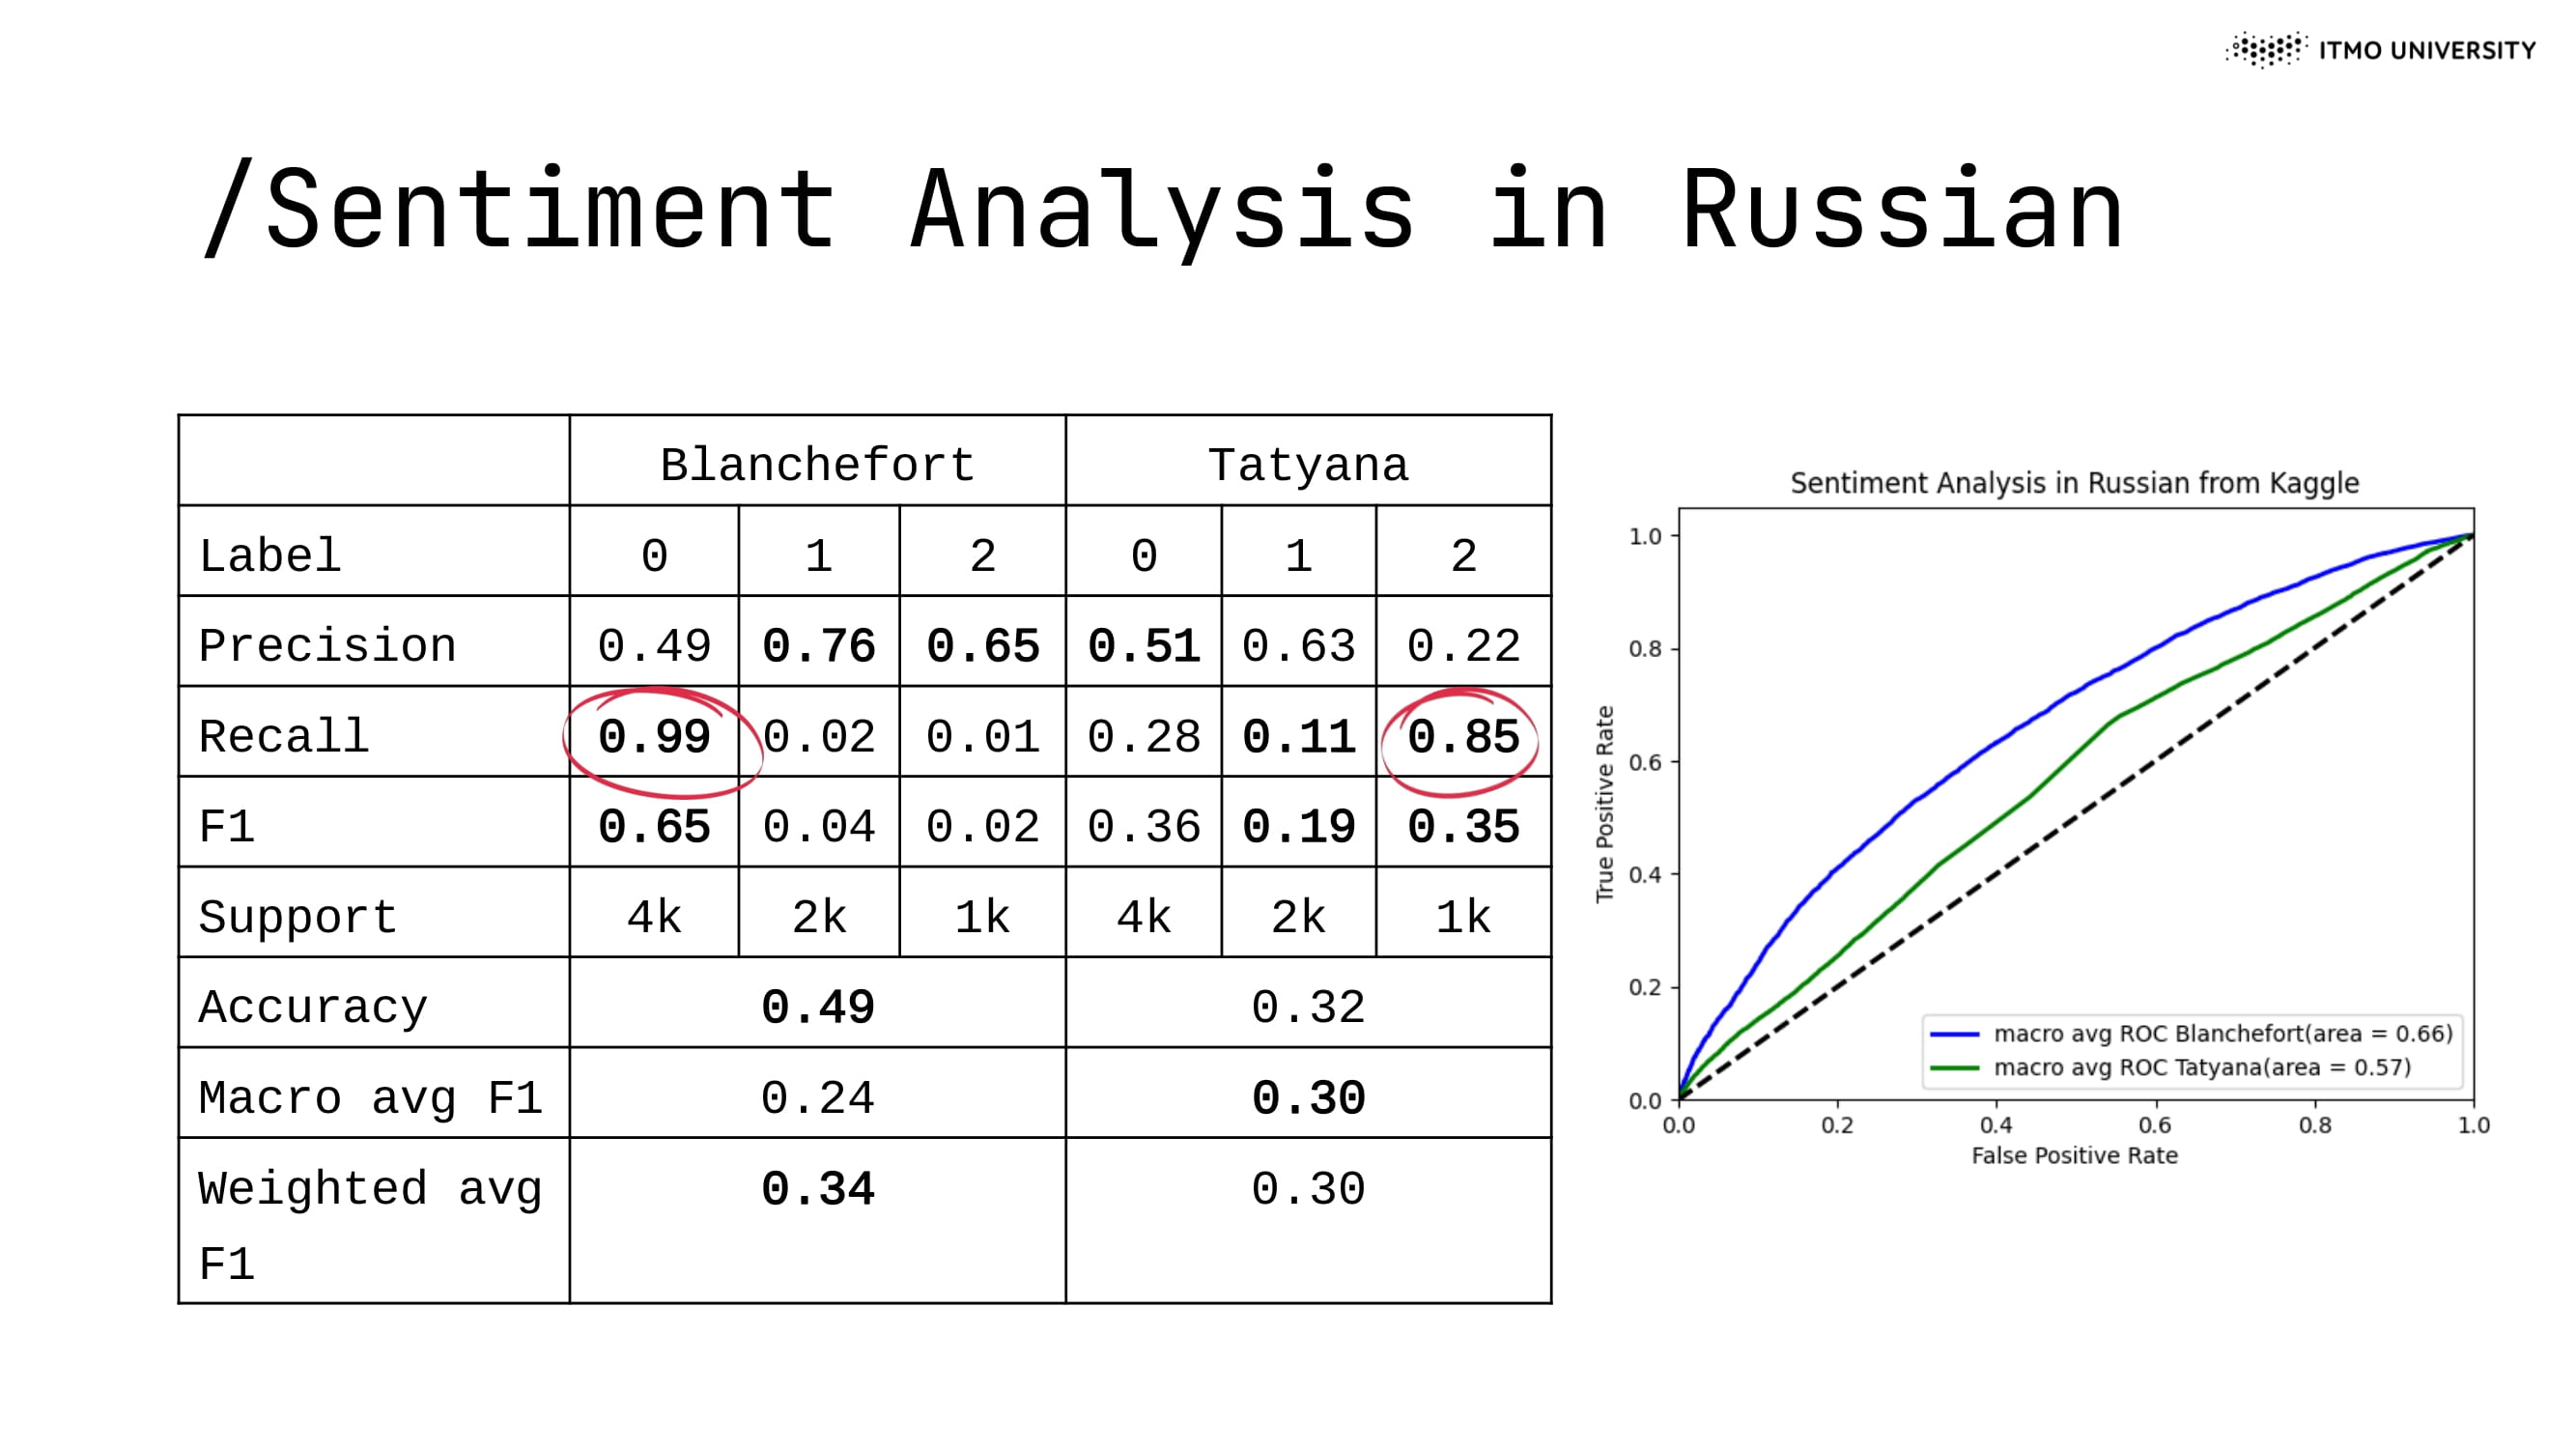 ITMO UNIVERSITY
/Sentiment Analysis in Russian
Blanchefort Tatyana
Label 0 1 2 0 1 2
Precision 0.49 0.76 0.65 0.51 0.63 0.22
Recall 0.99 0.02 0.01 0.28 0.11 0.85
F1 0.65 0.04 0.02 0.36 0.19 0.35
Support 4k 2k 1k 4k 2k 1k
Accuracy 0.49 0.32
Macro avg F1 0.24 0.30
Weighted avg 0.34 0.30
F1
Sentiment Analysis in Russian from Kaggle
True Positive Rate
1.0
0.8
0.6
0.4
0.2
0.0
macro avg ROC Blanchefort(area = 0.66)
macro avg ROC Tatyana(area = 0.57)
0.0 0.2 0.4 0.6 0.8 1.0
False Positive Rate